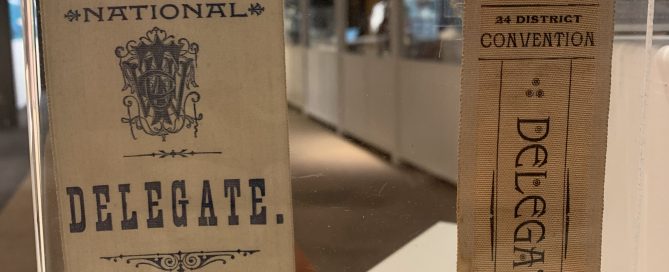 NATIONAL
DELEGATE.
24 DISTRICT
CONVENTION
DELEGA